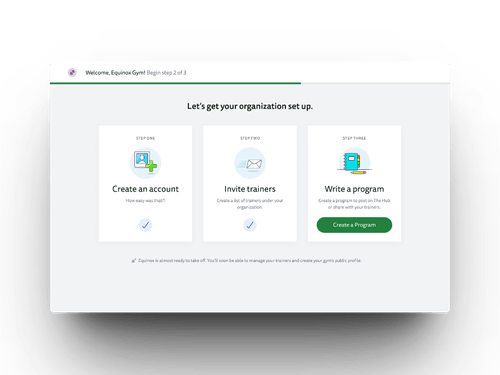 Welcome, Equinox Gym! Begin step 2 of 3
Let's get your organization set up.
STEP ONE
Create an account
How easy was that?!
STEP TWO
Invite trainers
Create a list of trainers under your
organization.
STEP THREE
Write a program
Create a program to post on The Hub
or share with your trainers.
Create a Program
Equinox is almost ready to take off. You'll soon be able to manage your trainers and create your gym's public profile.